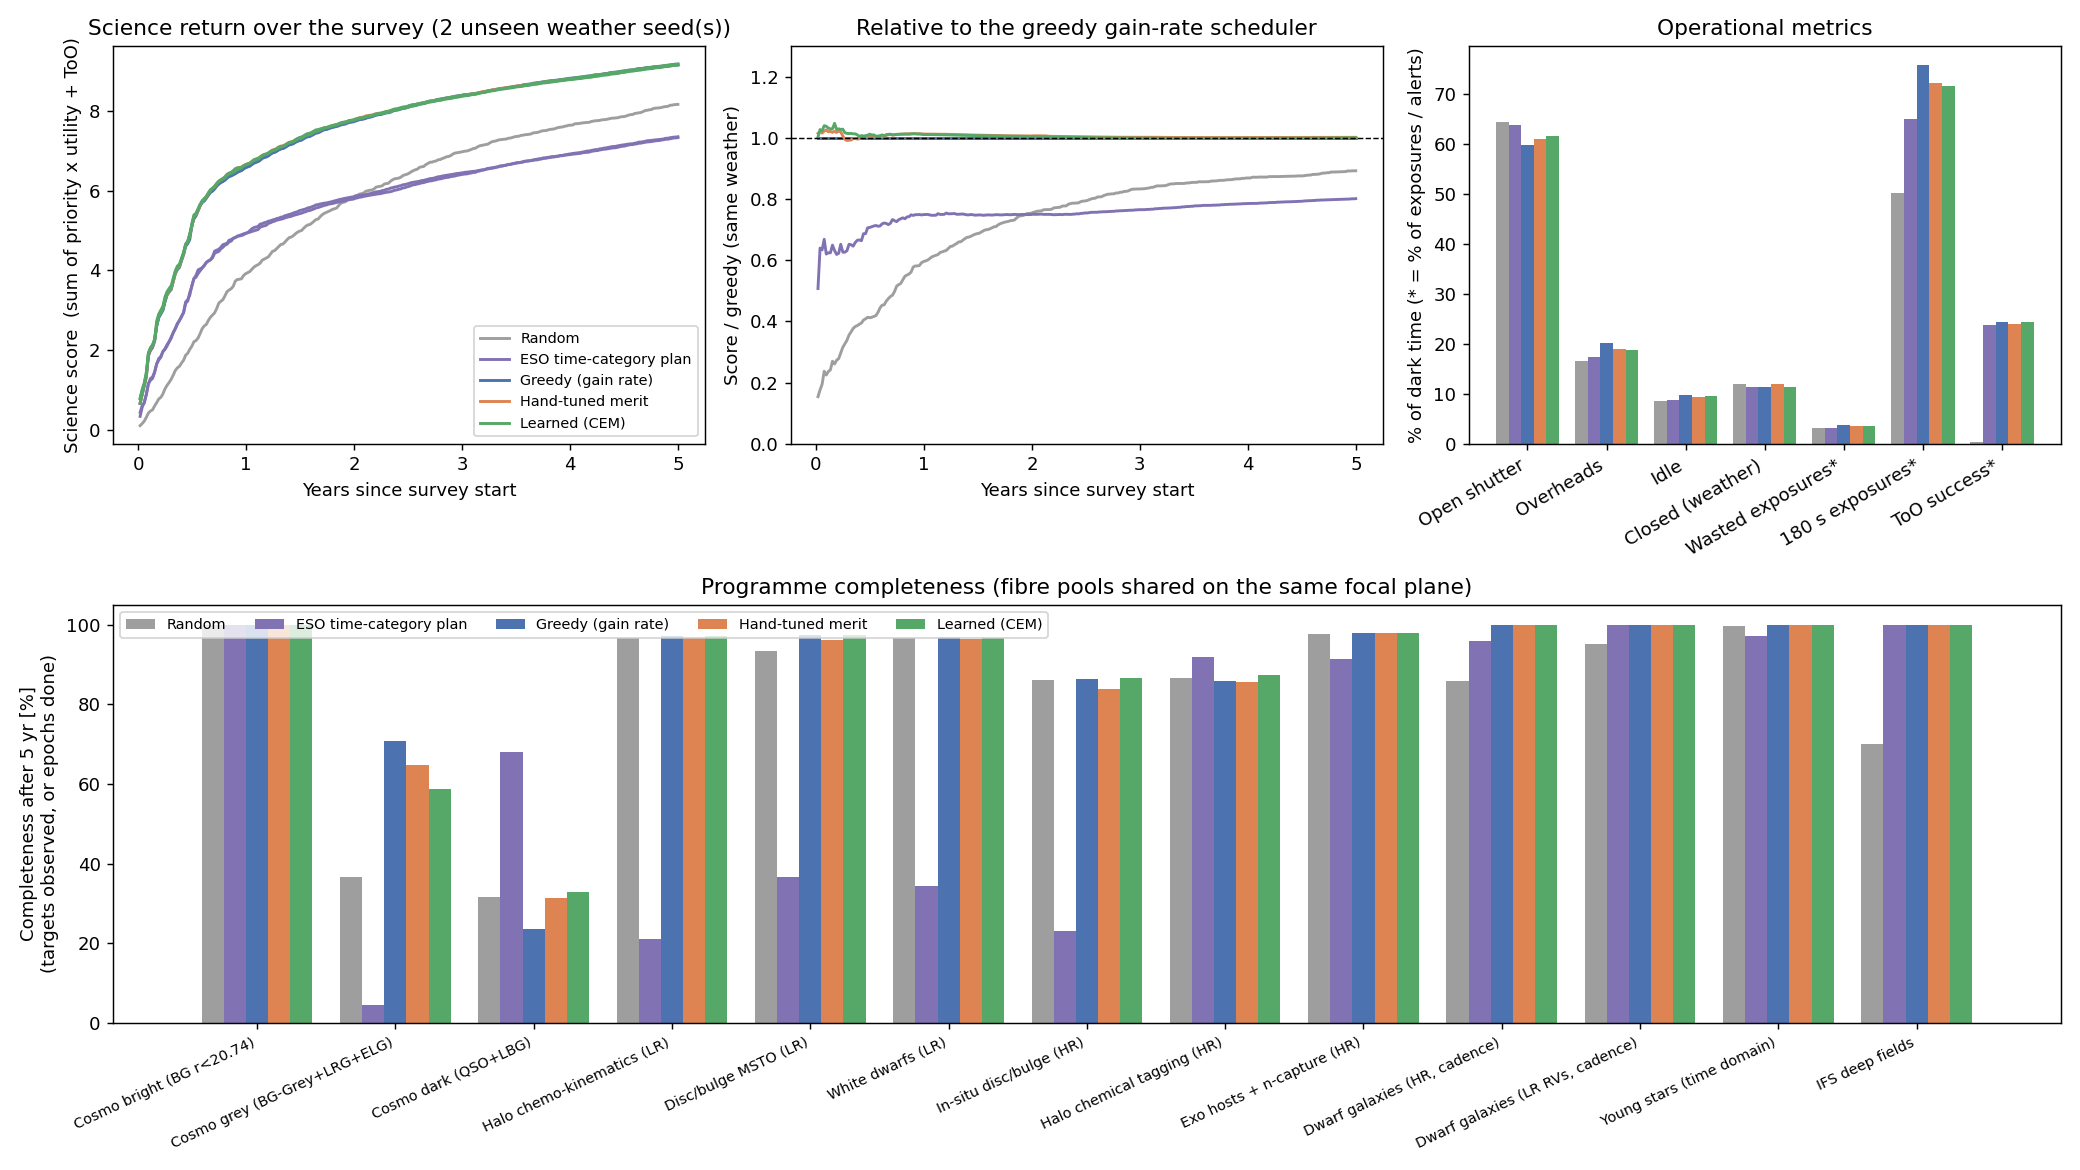 Science return over the survey (2 unseen weather seed(s))
Science score  (sum of priority x utility + ToO)
8
6
4
2
0
Random
ESO time-category plan
Greedy (gain rate)
Hand-tuned merit
Learned (CEM)
0 1 2 3 4 5
Years since survey start
Relative to the greedy gain-rate scheduler
Score / greedy (same weather)
1.2
1.0
0.8
0.6
0.4
0.2
0.0
0 1 2 3 4 5
Years since survey start
Operational metrics
% of dark time (* = % of exposures / alerts)
70
60
50
40
30
20
10
0
Open shutter
Overheads
Idle
Closed (weather)
Wasted exposures*
180 s exposures*
ToO success*
Programme completeness (fibre pools shared on the same focal plane)
Completeness after 5 yr [%]
(targets observed, or epochs done)
100
80
60
40
20
0
Random ESO time-category plan Greedy (gain rate) Hand-tuned merit Learned (CEM)
Cosmo bright (BG r<20.74)
Cosmo grey (BG-Grey+LRG+ELG)
Cosmo dark (QSO+LBG)
Halo chemo-kinematics (LR)
Disc/bulge MSTO (LR)
White dwarfs (LR)
In-situ disc/bulge (HR)
Halo chemical tagging (HR)
Exo hosts + n-capture (HR)
Dwarf galaxies (HR, cadence)
Dwarf galaxies (LR RVs, cadence)
Young stars (time domain)
IFS deep fields